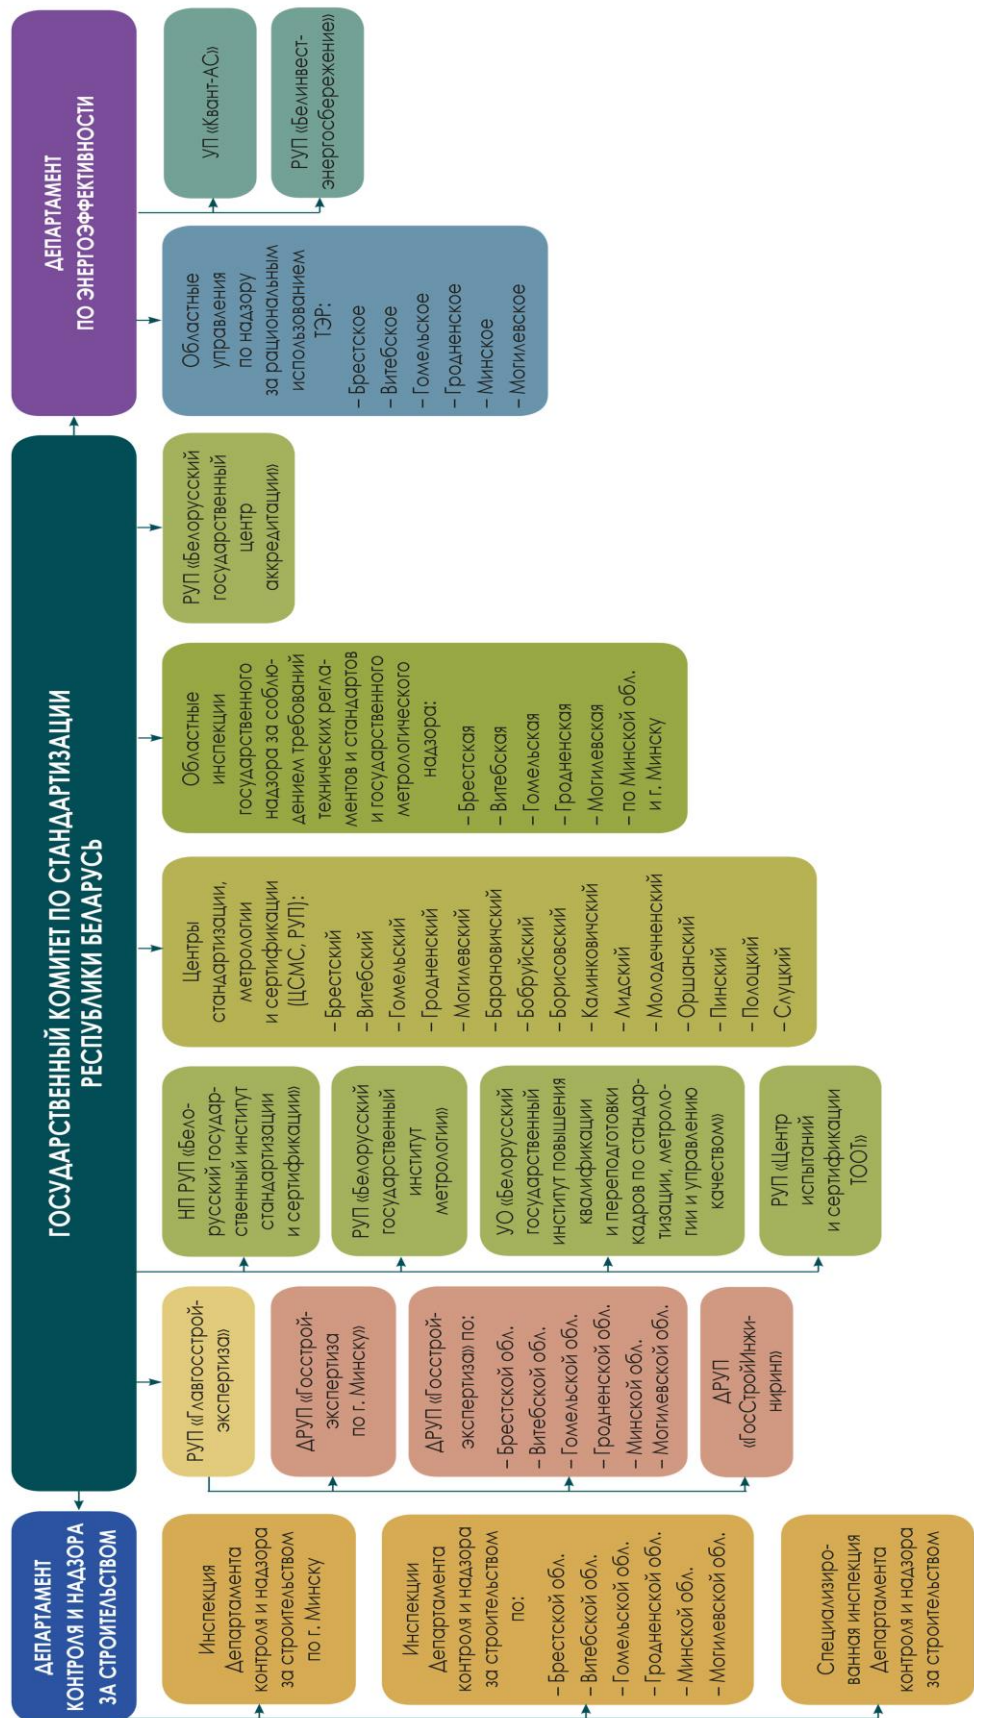 ГОСУДАРСТВЕННЫЙ КОМИТЕТ ПО СТАНДАРТИЗАЦИИ
РЕСПУБЛИКИ БЕЛАРУСЬ
ДЕПАРТАМЕНТ
КОНТРОЛЯ И НАДЗОРА
ЗА СТРОИТЕЛЬСТВОМ
Инспекция
Департамента
контроля и надзора
за строительством
по г. Минску
Инспекции
Департамента
контроля и надзора
за строительством
по:
– Брестской обл.
– Витебской обл.
– Гомельской обл.
– Гродненской обл.
– Минской обл.
– Могилевской обл.
Специализиро-
ванная инспекция
Департамента
контроля и надзора
за строительством
РУП «Главгосстрой-
экспертиза»
ДРУП «Госстрой-
экспертиза
по г. Минску»
ДРУП «Госстрой-
экспертиза» по:
– Брестской обл.
– Витебской обл.
– Гомельской обл.
– Гродненской обл.
– Минской обл.
– Могилевской обл.
ДРУП
«ГосСтройИнжи-
ниринг»
НП РУП «Бело-
русский государ-
ственный институт
стандартизации
и сертификации»
РУП «Белорусский
государственный
институт
метрологии»
УО «Белорусский
государственный
институт повышения
квалификации
и переподготовки
кадров по стандар-
тизации, метроло-
гии и управлению
качеством»
РУП «Центр
испытаний
и сертификации
ТООТ»
Центры
стандартизации,
метрологии
и сертификации
(ЦСМС, РУП):
– Брестский
– Витебский
– Гомельский
– Гродненский
– Могилевский
– Барановичский
– Бобруйский
– Борисовский
– Калинковичский
– Лидский
– Молодечненский
– Оршанский
– Пинский
– Полоцкий
– Слуцкий
Областные
инспекции
государственного
надзора за соблю-
дением требований
технических регла-
ментов и стандартов
и государственного
метрологического
надзора:
– Брестская
– Витебская
– Гомельская
– Гродненская
– Могилевская
– по Минской обл.
и г. Минску
РУП «Белорусский
государственный
центр
аккредитации»
ДЕПАРТАМЕНТ
ПО ЭНЕРГОЭФФЕКТИВНОСТИ
Областные
управления
по надзору
за рациональным
использованием
ТЭР:
– Брестское
– Витебское
– Гомельское
– Гродненское
– Минское
– Могилевское
УП «Квант-АС»
РУП «Белинвест-
энергосбережение»